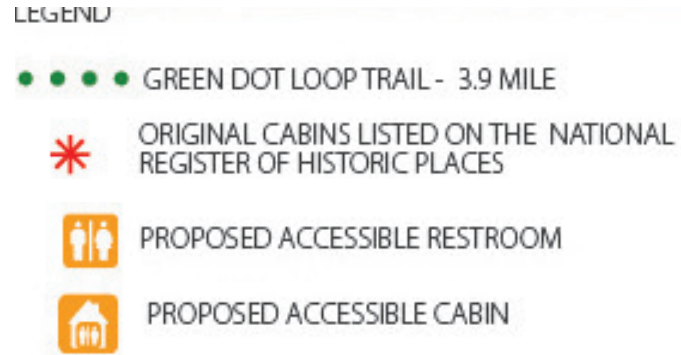 LEGEND
GREEN DOT LOOP TRAIL - 3.9 MILE
ORIGINAL CABINS LISTED ON THE NATIONAL
REGISTER OF HISTORIC PLACES
PROPOSED ACCESSIBLE RESTROOM
PROPOSED ACCESSIBLE CABIN